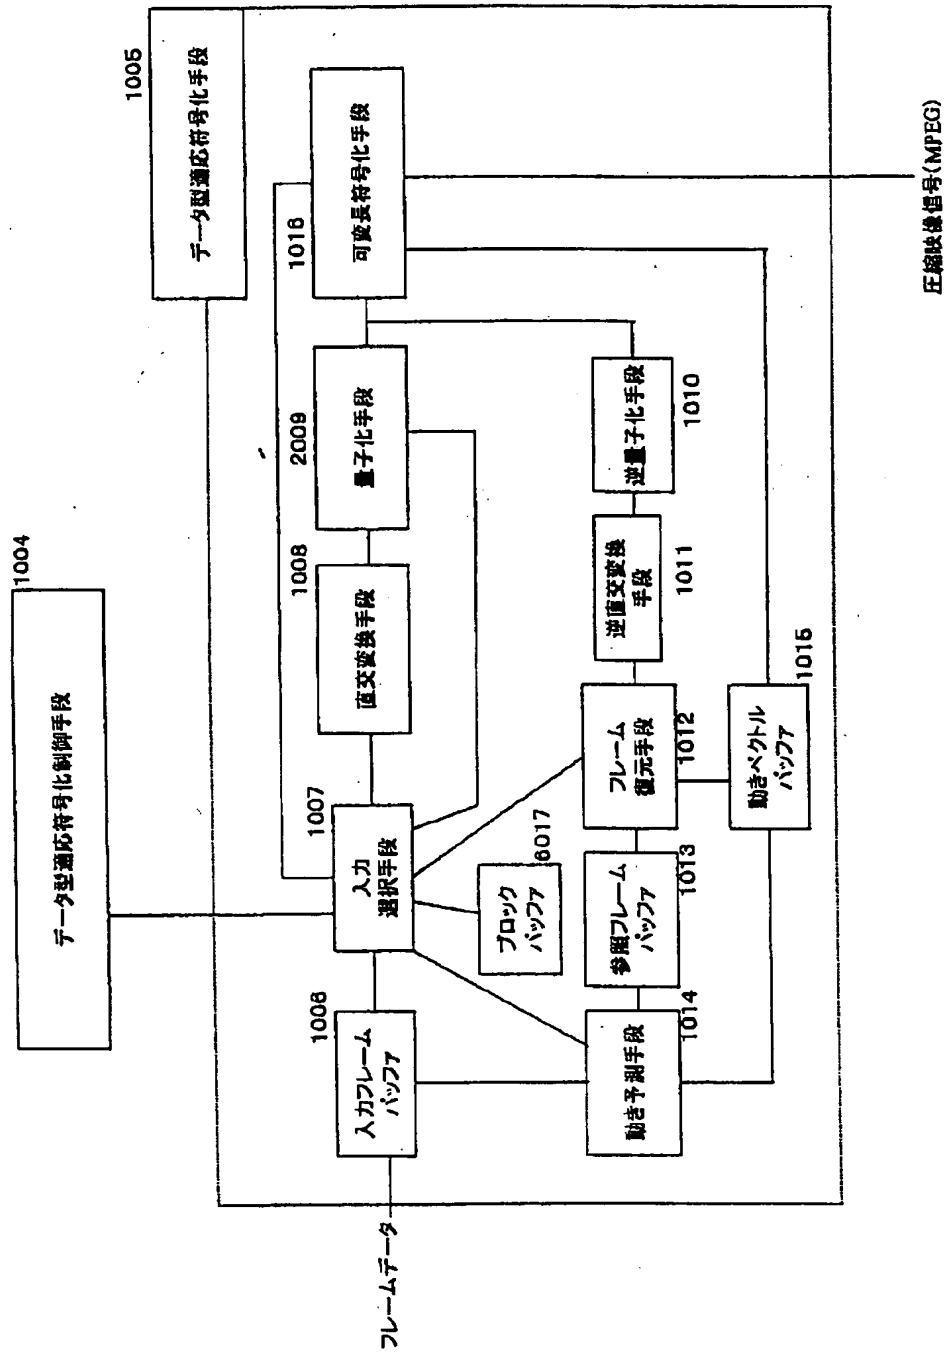 1004
データ型適応符号化制御手段
1005
データ型適応符号化手段
フレームデータ
1006
入力フレーム
バッファ
1007
入力
選択手段
1008
直交変換手段
2009
量子化手段
1016
可変長符号化手段
ブロック
バッファ
6017
動き予測手段
1014
参照フレーム
バッファ
1013
フレーム
復元手段
1012
逆直交変換
手段
1011
逆量子化手段
1010
動きベクトル
バッファ
1015
圧縮映像信号(MPEG)